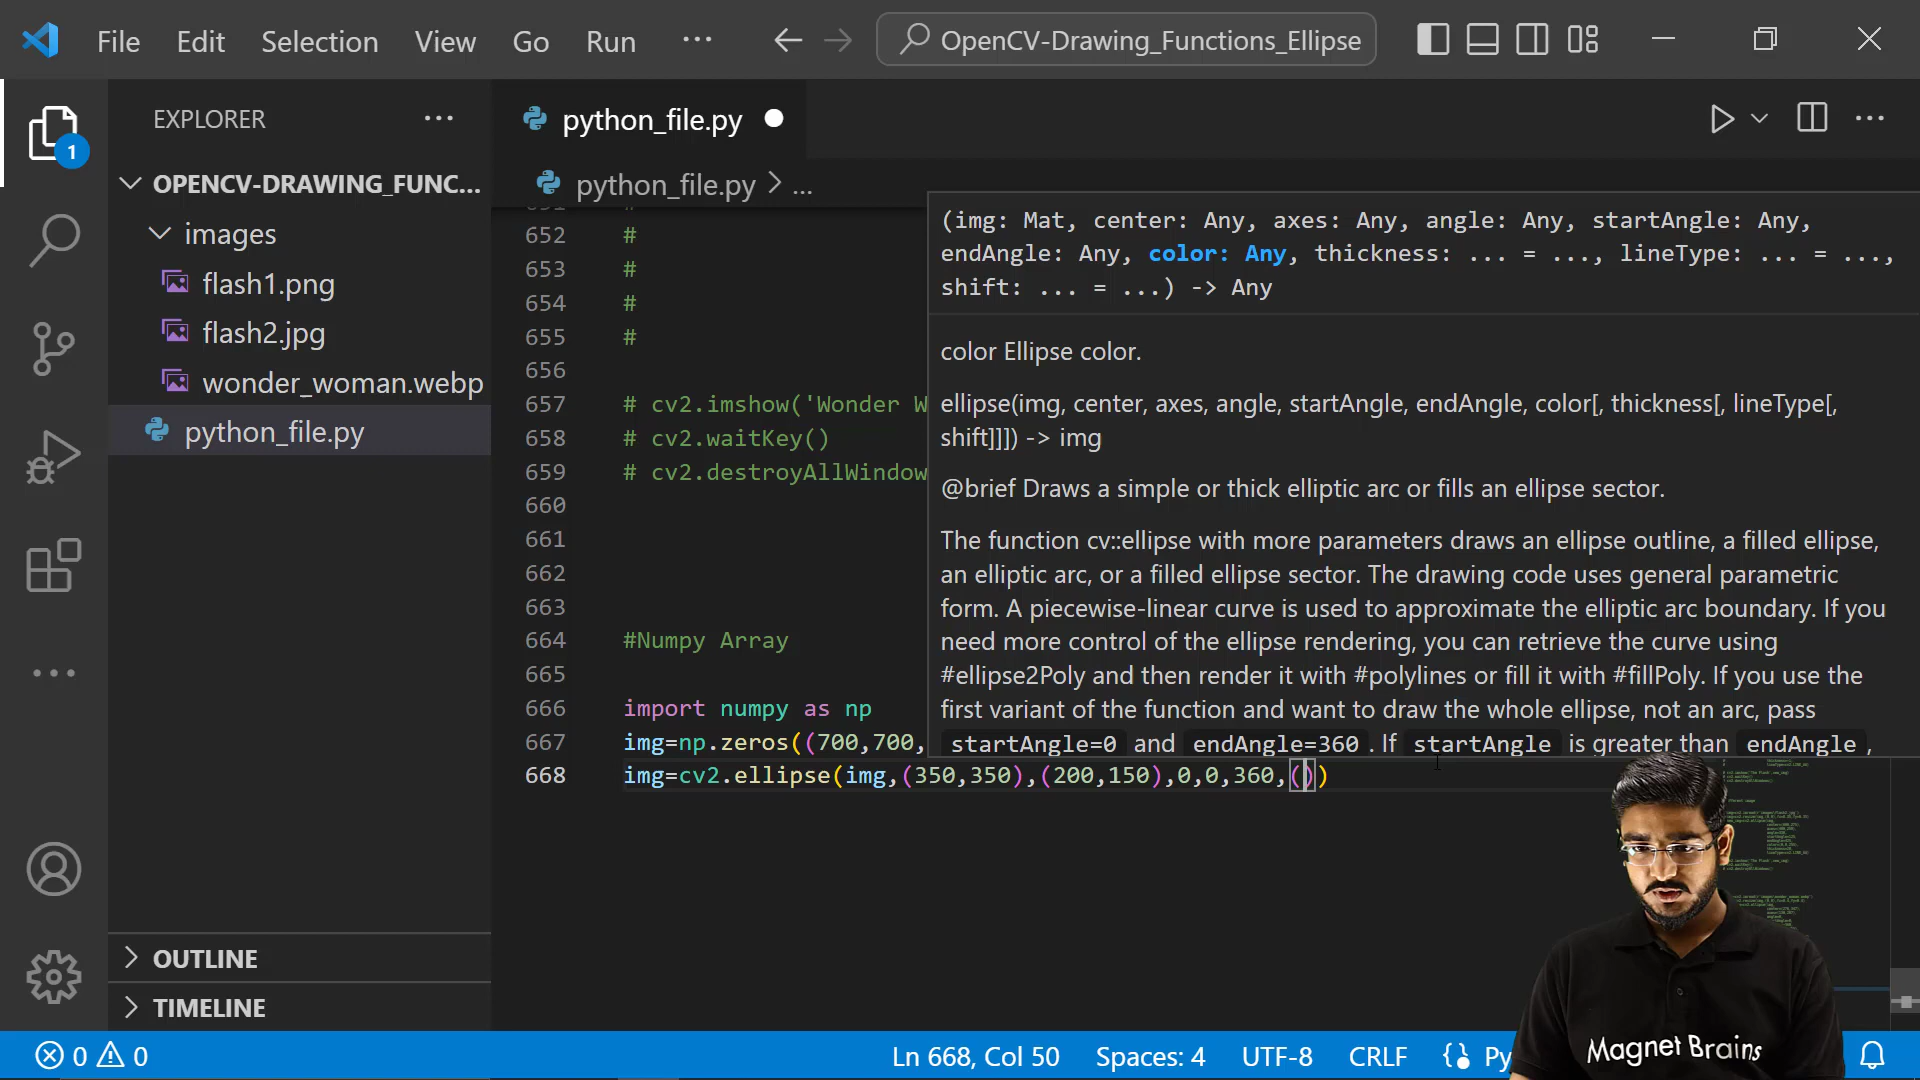 File Edit Selection View Go Run ...
OpenCV-Drawing_Functions_Ellipse
EXPLORER
1
OPENCV-DRAWING_FUNC...
images
flash1.png
flash2.jpg
wonder_woman.webp
python_file.py
OUTLINE
TIMELINE
python_file.py
python_file.py > ...
652 #
653 #
654 #
655 #
656
657 # cv2.imshow('Wonder W
658 # cv2.waitKey()
659 # cv2.destroyAllWindow
660
661
662
663
664 #Numpy Array
665
666 import numpy as np
667 img=np.zeros((700,700,
668 img=cv2.ellipse(img,(350,350),(200,150),0,0,360,())
(img: Mat, center: Any, axes: Any, angle: Any, startAngle: Any,
endAngle: Any, color: Any, thickness: ... = ..., lineType: ... = ...,
shift: ... = ...) -> Any
color Ellipse color.
ellipse(img, center, axes, angle, startAngle, endAngle, color[, thickness[, lineType[,
shift]]]) -> img
@brief Draws a simple or thick elliptic arc or fills an ellipse sector.
The function cv::ellipse with more parameters draws an ellipse outline, a filled ellipse,
an elliptic arc, or a filled ellipse sector. The drawing code uses general parametric
form. A piecewise-linear curve is used to approximate the elliptic arc boundary. If you
need more control of the ellipse rendering, you can retrieve the curve using
#ellipse2Poly and then render it with #polylines or fill it with #fillPoly. If you use the
first variant of the function and want to draw the whole ellipse, not an arc, pass
startAngle=0 and endAngle=360. If startAngle is greater than endAngle,
Magnet Brains
0 0
Ln 668, Col 50 Spaces: 4 UTF-8 CRLF Py